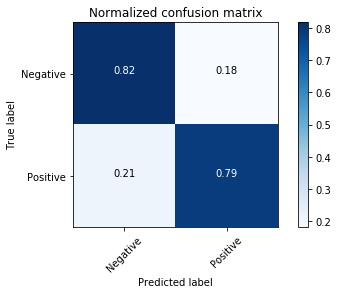 Normalized confusion matrix
True label
Negative
0.82
0.18
Positive
0.21
0.79
Negative
Positive
Predicted label
0.8
0.7
0.6
0.5
0.4
0.3
0.2